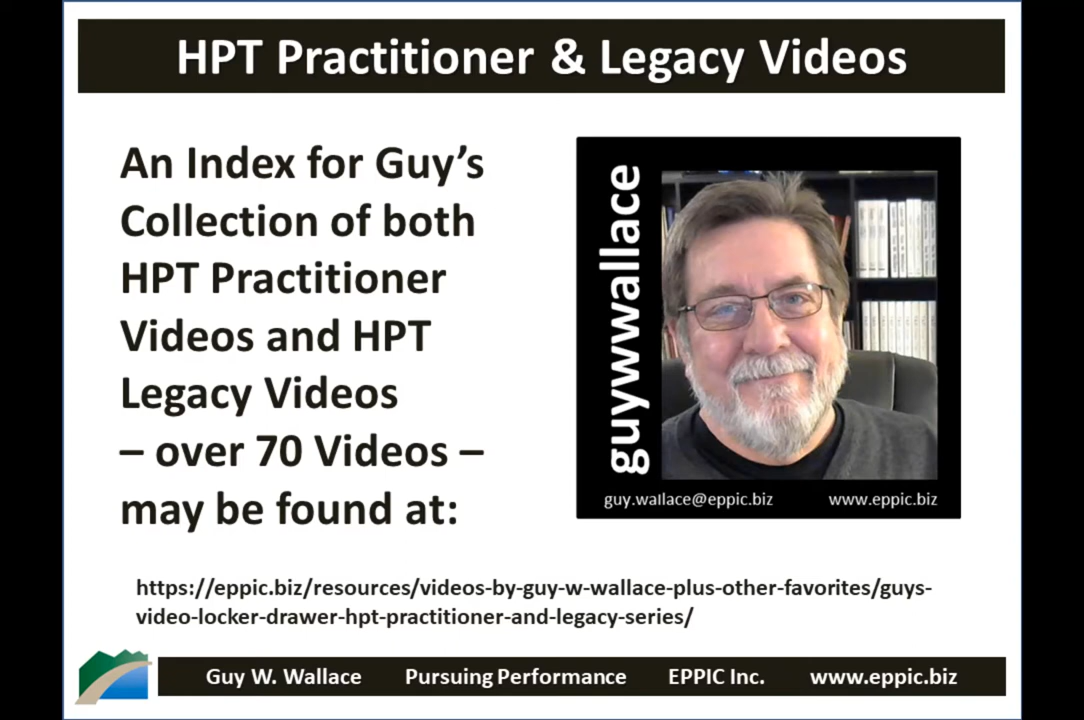 HPT Practitioner & Legacy Videos
An Index for Guy’s
Collection of both
HPT Practitioner
Videos and HPT
Legacy Videos
– over 70 Videos –
may be found at:
guywwallace
guy.wallace@eppic.biz www.eppic.biz
https://eppic.biz/resources/videos-by-guy-w-wallace-plus-other-favorites/guys-
video-locker-drawer-hpt-practitioner-and-legacy-series/
Guy W. Wallace Pursuing Performance EPPIC Inc. www.eppic.biz